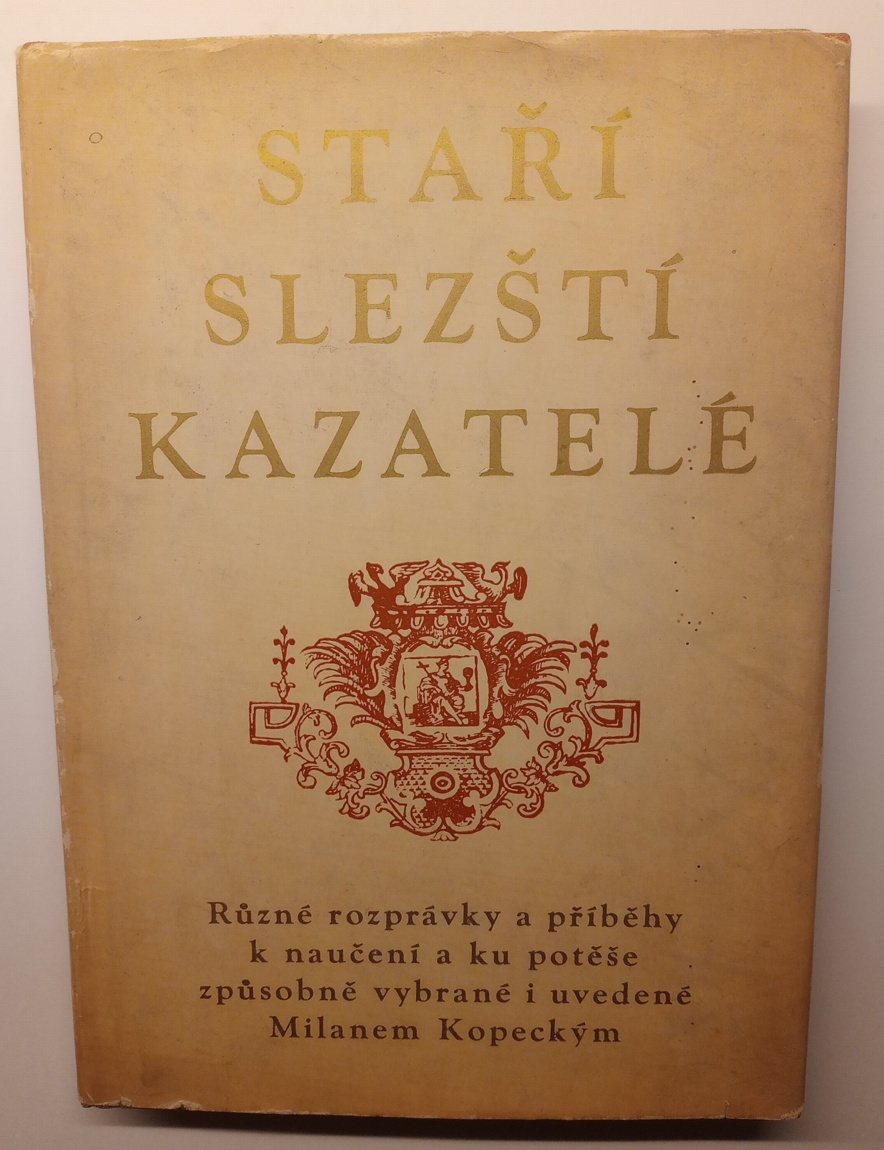 STAŘÍ
SLEZŠTÍ
KAZATELÉ
Různé rozprávky a příběhy
k naučení a ku potěše
způsobně vybrané i uvedené
Milanem Kopeckým